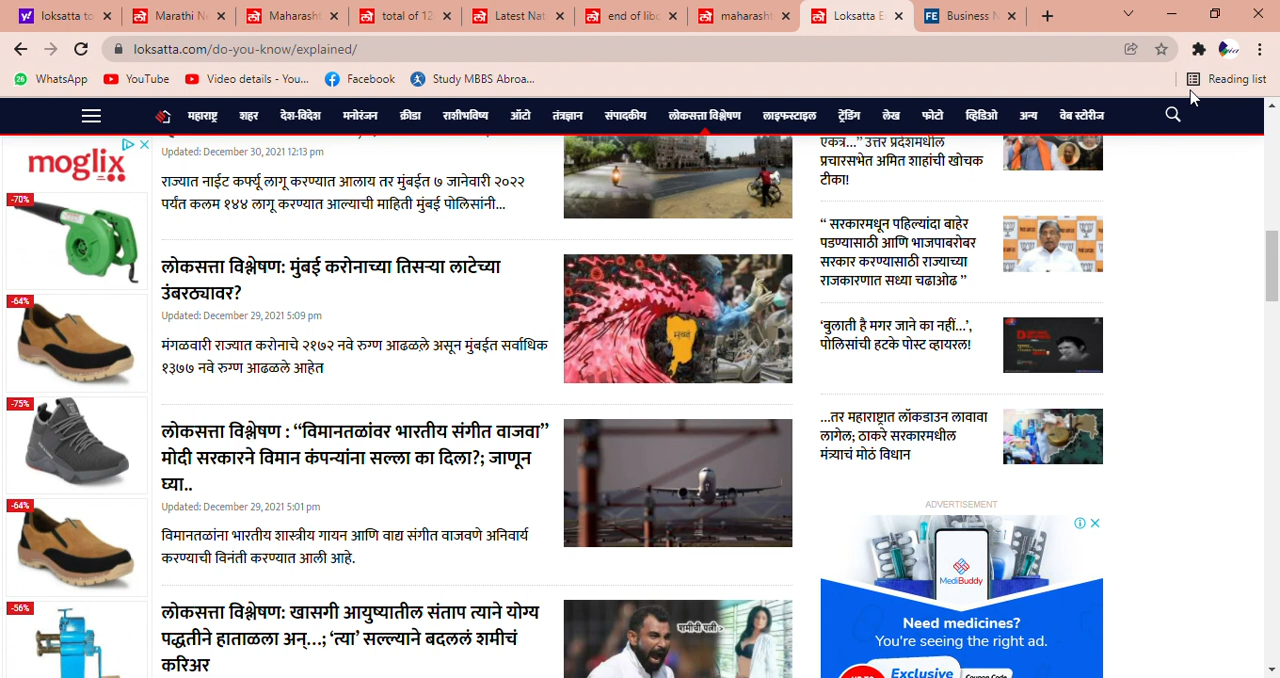 loksatta to
Marathi N
Maharasht
total of 12
Latest Nat
end of libe
maharasht
Loksatta E
Business N
loksatta.com/do-you-know/explained/
26 WhatsApp
YouTube
Video details - You...
Facebook
Study MBBS Abroa...
Reading list
महाराष्ट्र शहर देश-विदेश मनोरंजन क्रीडा राशीभविष्य ऑटो तंत्रज्ञान संपादकीय लोकसत्ता विश्लेषण लाइफस्टाइल ट्रेंडिंग लेख फोटो व्हिडिओ अन्य वेब स्टोरीज
moglix
-70%
-64%
-75%
-64%
-56%
Updated: December 30, 2021 12:13 pm
राज्यात नाईट कर्फ्यू लागू करण्यात आलाय तर मुंबईत ७ जानेवारी २०२२
पर्यंत कलम १४४ लागू करण्यात आल्याची माहिती मुंबई पोलिसांनी...
लोकसत्ता विश्लेषण: मुंबई करोनाच्या तिसऱ्या लाटेच्या
उंबरठ्यावर?
Updated: December 29, 2021 5:09 pm
मंगळवारी राज्यात करोनाचे २१७२ नवे रुग्ण आढळले असून मुंबईत सर्वाधिक
१३७७ नवे रुग्ण आढळले आहेत
मुंबई
लोकसत्ता विश्लेषण : “विमानतळांवर भारतीय संगीत वाजवा”
मोदी सरकारने विमान कंपन्यांना सल्ला का दिला?; जाणून
घ्या..
Updated: December 29, 2021 5:01 pm
विमानतळांना भारतीय शास्त्रीय गायन आणि वाद्य संगीत वाजवणे अनिवार्य
करण्याची विनंती करण्यात आली आहे.
लोकसत्ता विश्लेषण: खासगी आयुष्यातील संताप त्याने योग्य
पद्धतीने हाताळला अन्...; ‘त्या’ सल्ल्याने बदललं शमीचं
करिअर
शमीची पत्नी
एकत्र...” उत्तर प्रदेशमधील
प्रचारसभेत अमित शाहांची खोचक
टीका!
“ सरकारमधून पहिल्यांदा बाहेर
पडण्यासाठी आणि भाजपाबरोबर
सरकार करण्यासाठी राज्याच्या
राजकारणात सध्या चढाओढ ”
‘बुलाती है मगर जाने का नहीं...’,
पोलिसांची हटके पोस्ट व्हायरल!
...तर महाराष्ट्रात लॉकडाउन लावावा
लागेल; ठाकरे सरकारमधील
मंत्र्याचं मोठं विधान
ADVERTISEMENT
MediBuddy
Need medicines?
You're seeing the right ad.
Exclusive
Coupon Code